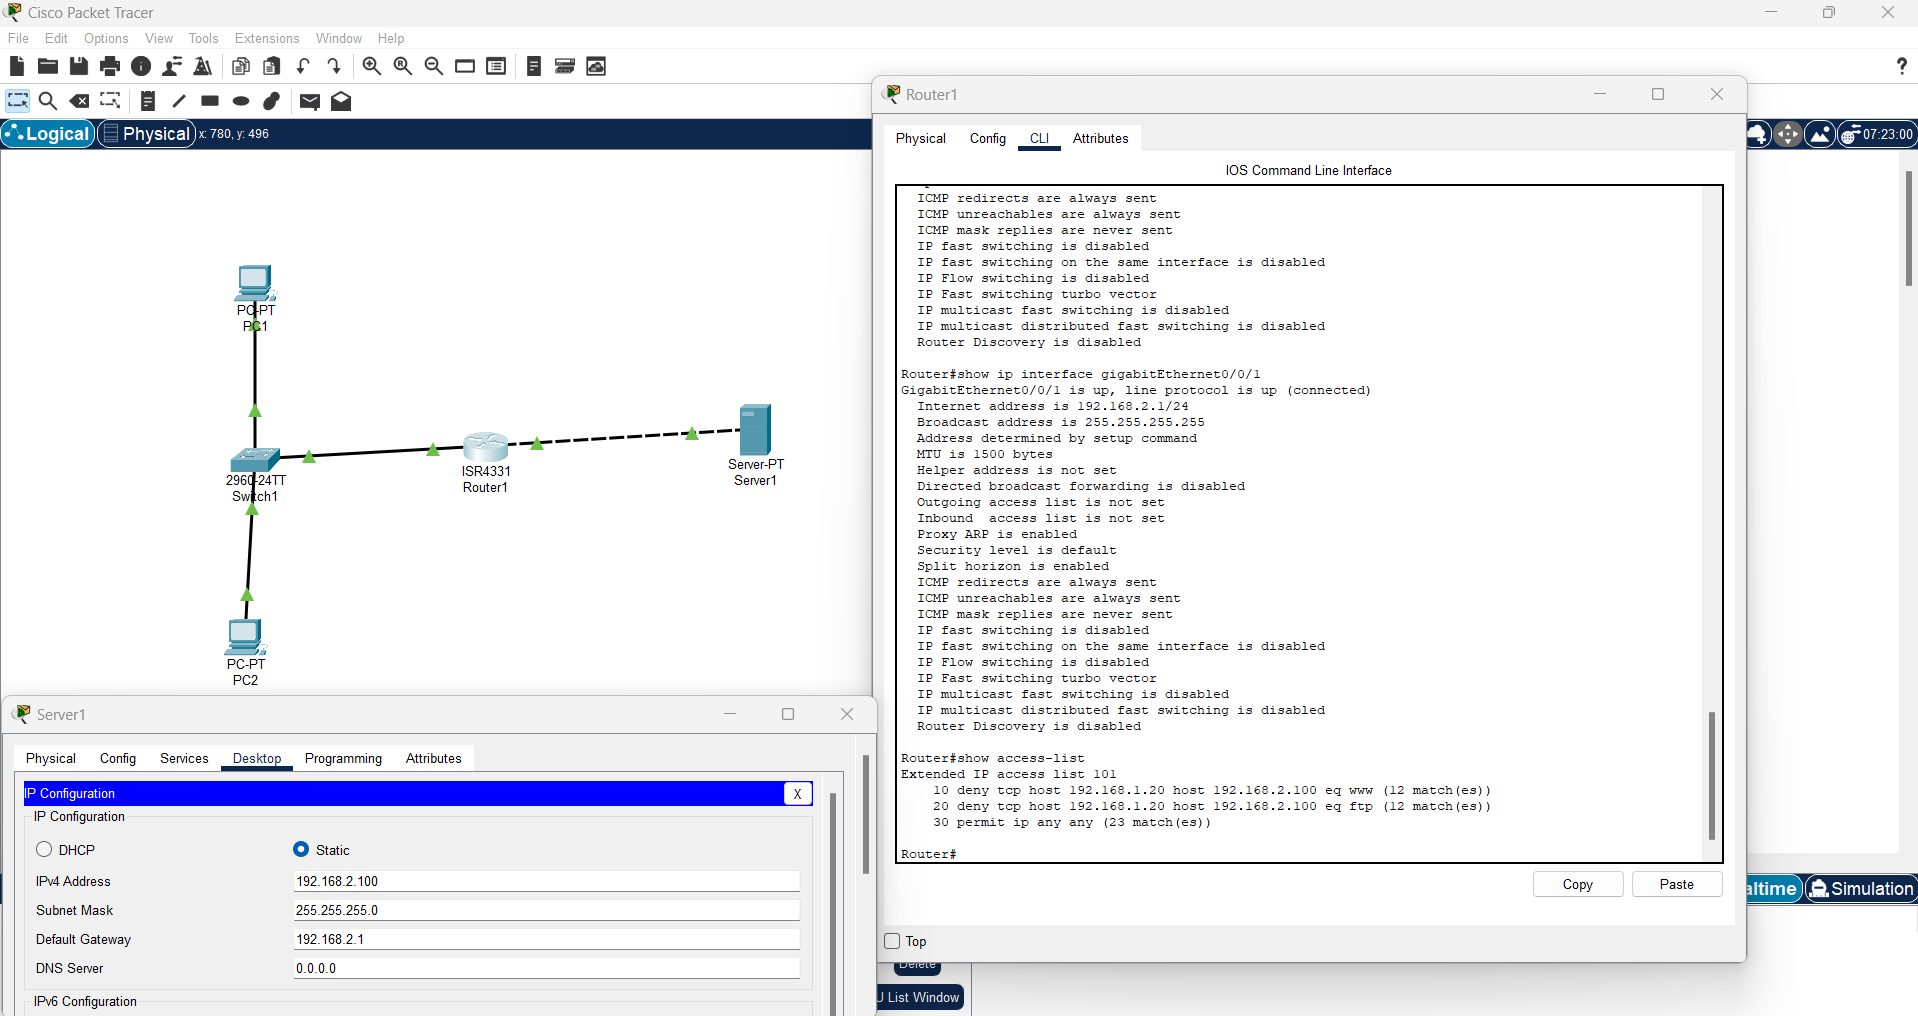 Cisco Packet Tracer
File Edit Options View Tools Extensions Window Help
Logical Physical x: 780, y: 496
07:23:00
PC-PT
PC1
2960-24TT
Switch1
ISR4331
Router1
Server-PT
Server1
PC-PT
PC2
Router1
Physical Config CLI Attributes
IOS Command Line Interface
ICMP redirects are always sent
ICMP unreachables are always sent
ICMP mask replies are never sent
IP fast switching is disabled
IP fast switching on the same interface is disabled
IP Flow switching is disabled
IP Fast switching turbo vector
IP multicast fast switching is disabled
IP multicast distributed fast switching is disabled
Router Discovery is disabled
Router#show ip interface gigabitEthernet0/0/1
GigabitEthernet0/0/1 is up, line protocol is up (connected)
Internet address is 192.168.2.1/24
Broadcast address is 255.255.255.255
Address determined by setup command
MTU is 1500 bytes
Helper address is not set
Directed broadcast forwarding is disabled
Outgoing access list is not set
Inbound access list is not set
Proxy ARP is enabled
Security level is default
Split horizon is enabled
ICMP redirects are always sent
ICMP unreachables are always sent
ICMP mask replies are never sent
IP fast switching is disabled
IP fast switching on the same interface is disabled
IP Flow switching is disabled
IP Fast switching turbo vector
IP multicast fast switching is disabled
IP multicast distributed fast switching is disabled
Router Discovery is disabled
Router#show access-list
Extended IP access list 101
10 deny tcp host 192.168.1.20 host 192.168.2.100 eq www (12 match(es))
20 deny tcp host 192.168.1.20 host 192.168.2.100 eq ftp (12 match(es))
30 permit ip any any (23 match(es))
Router#
Copy Paste
Top
Server1
Physical Config Services Desktop Programming Attributes
IP Configuration X
IP Configuration
DHCP Static
IPv4 Address 192.168.2.100
Subnet Mask 255.255.255.0
Default Gateway 192.168.2.1
DNS Server 0.0.0.0
IPv6 Configuration
altime Simulation
Delete
U List Window